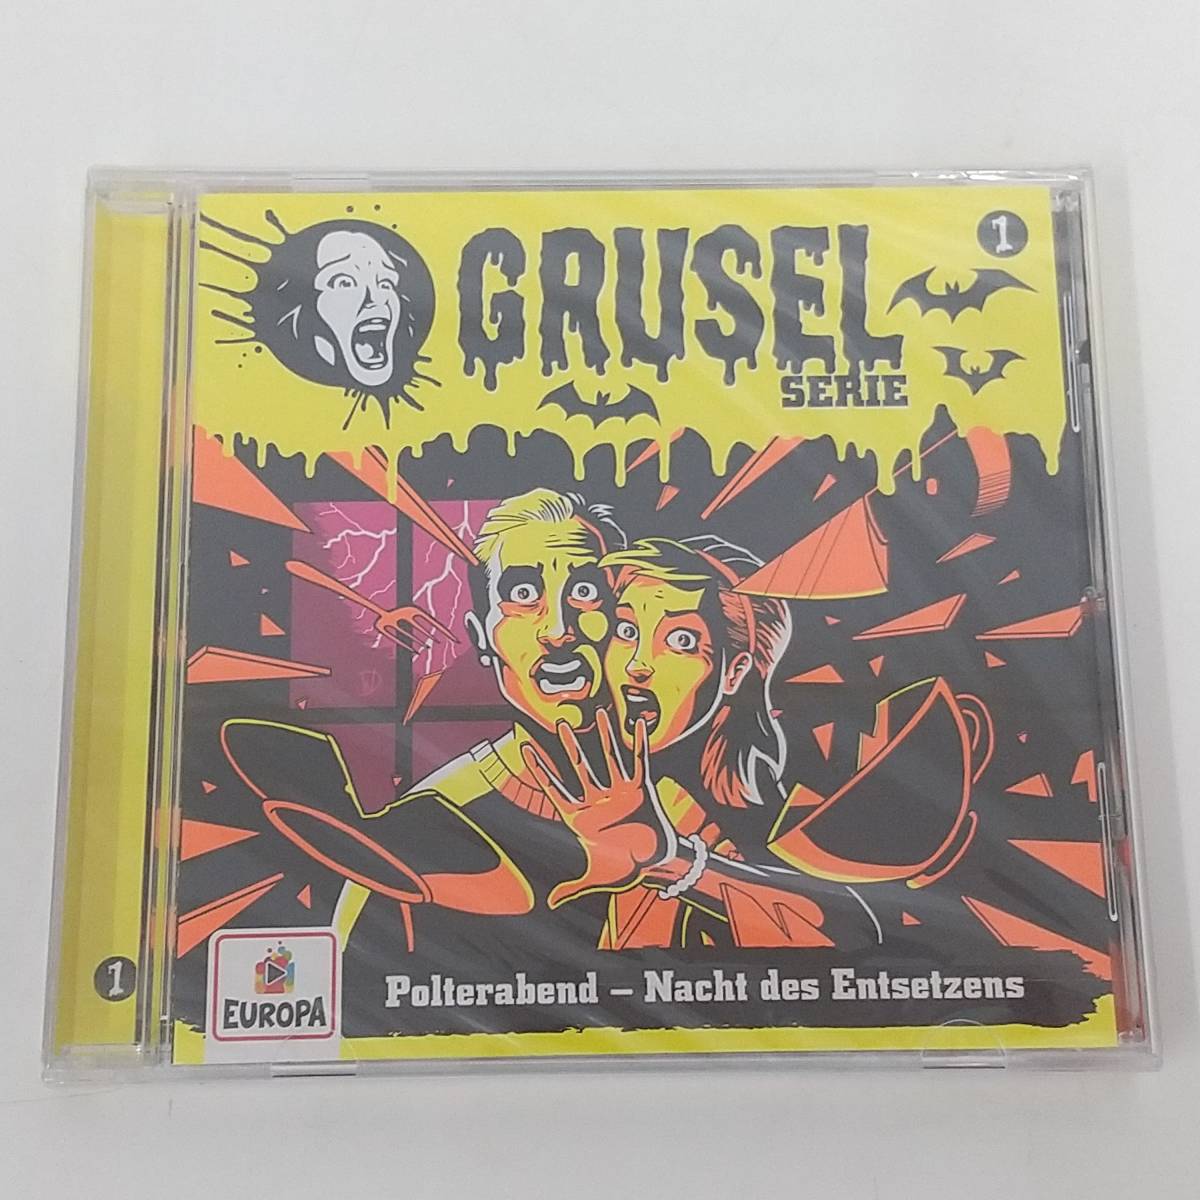 GRUSEL
SERIE
1
1
EUROPA
Polterabend – Nacht des Entsetzens